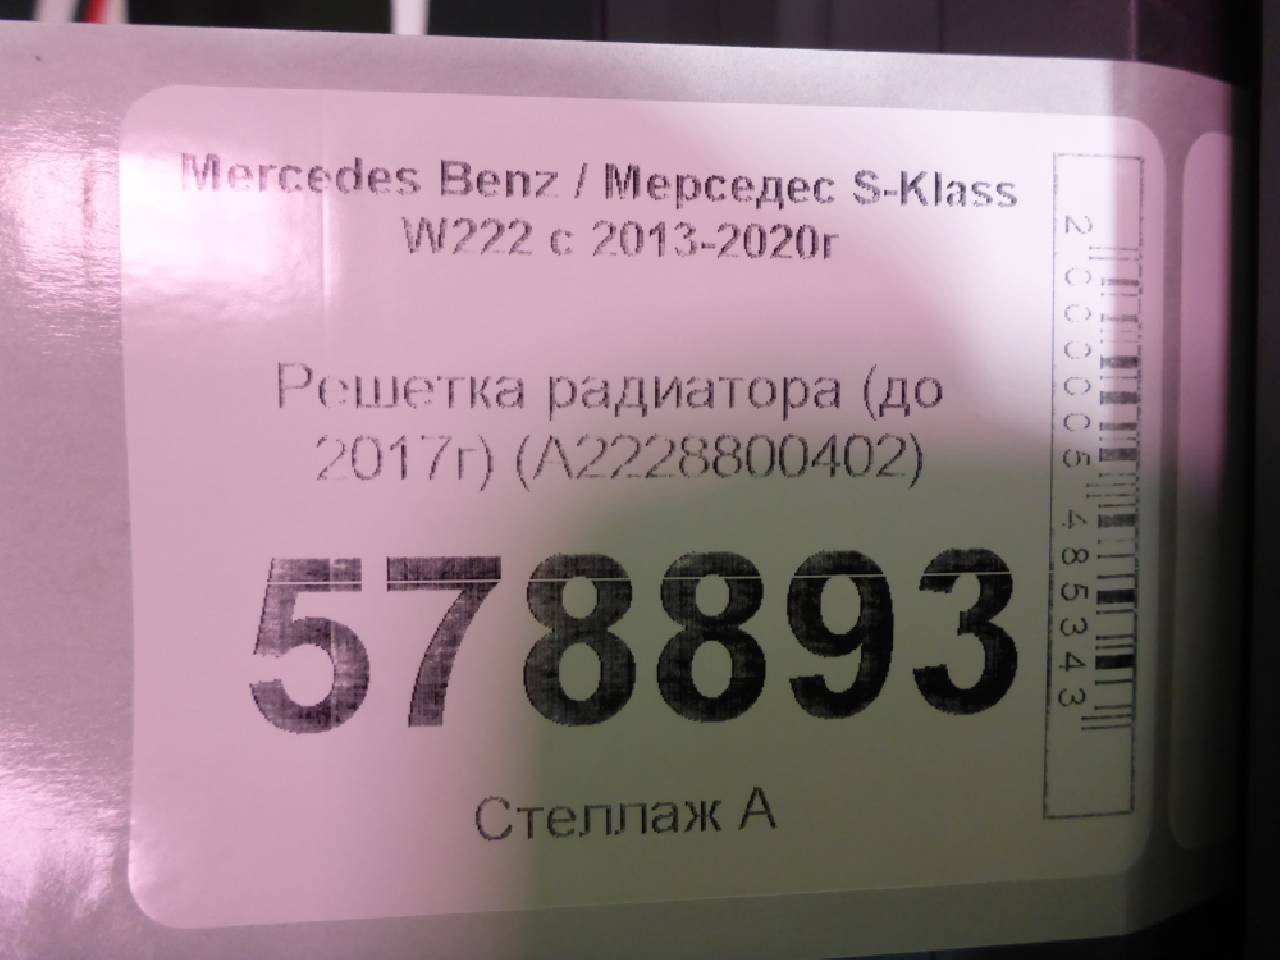 Mercedes Benz / Мерседес S-Klass
W222 с 2013-2020г
Решетка радиатора (до
2017г) (A2228800402)
578893
Стеллаж А
2000005485343